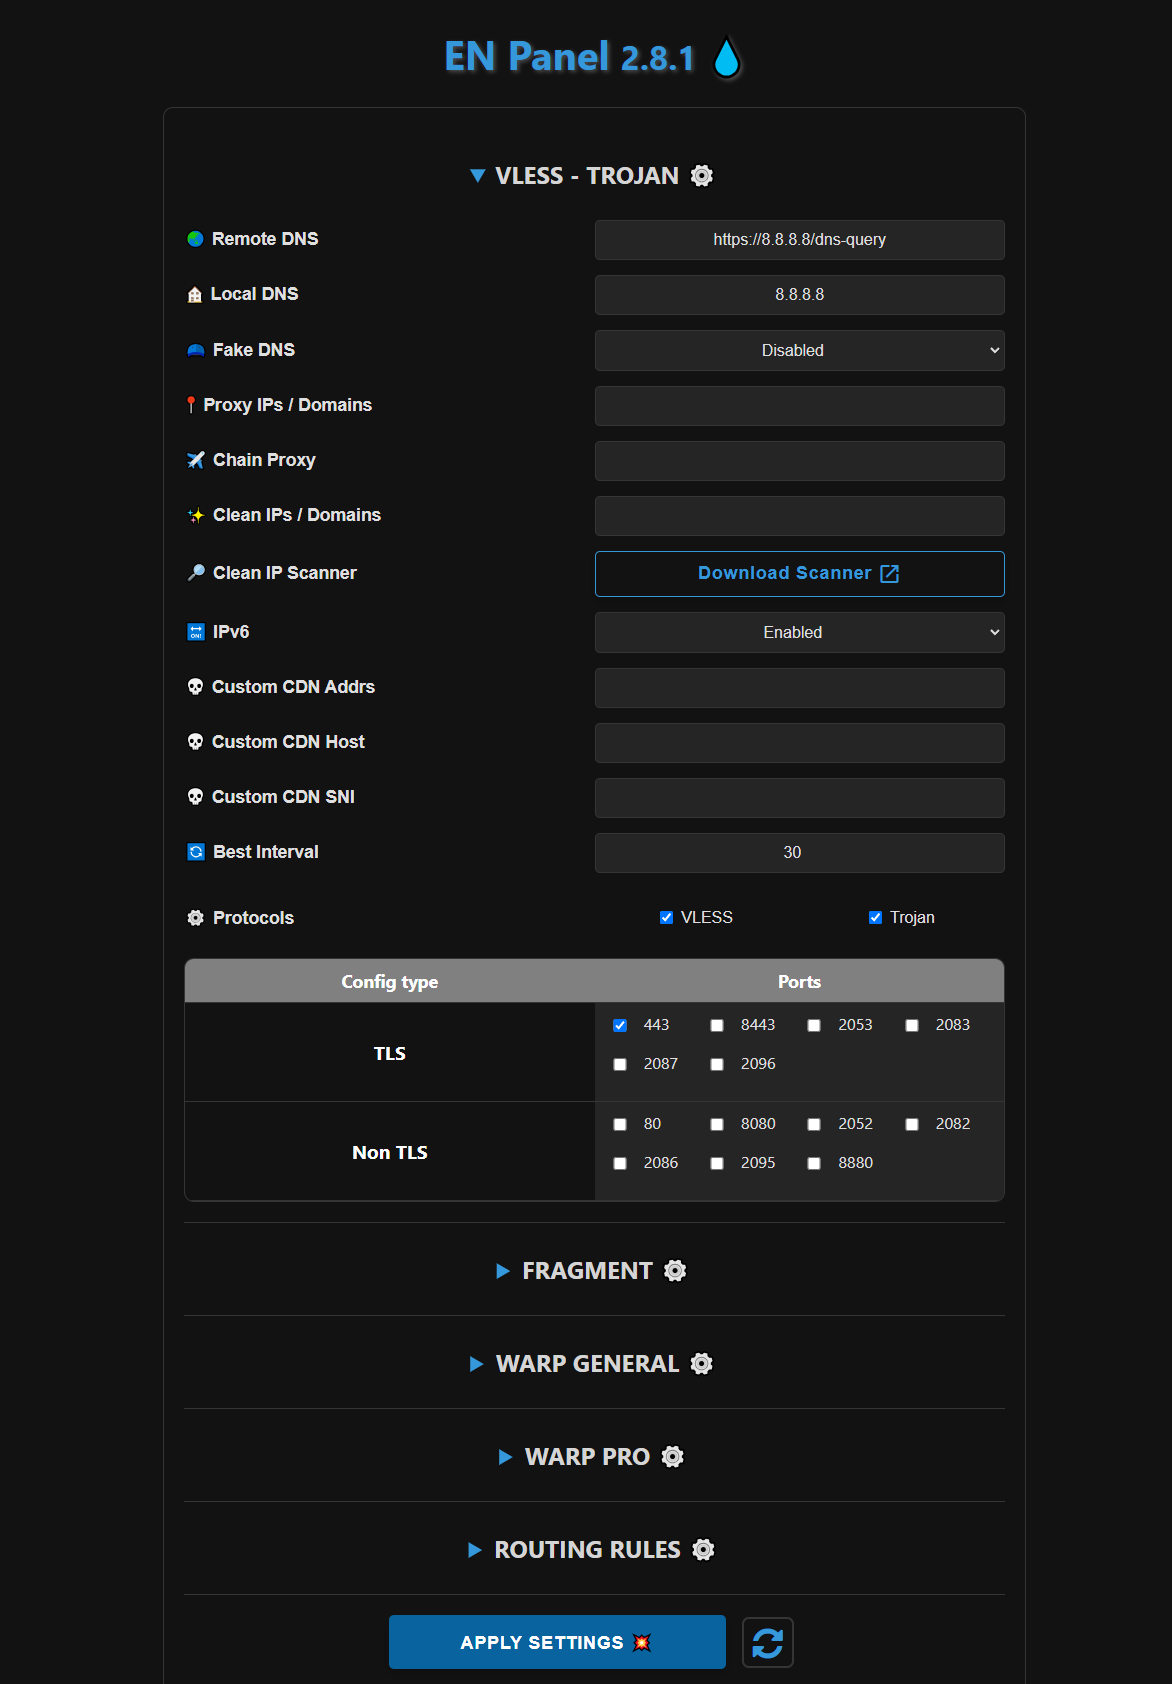 EN Panel 2.8.1
VLESS - TROJAN
Remote DNS
https://8.8.8.8/dns-query
Local DNS
8.8.8.8
Fake DNS
Disabled
Proxy IPs / Domains
Chain Proxy
Clean IPs / Domains
Clean IP Scanner
Download Scanner
IPv6
Enabled
Custom CDN Addrs
Custom CDN Host
Custom CDN SNI
Best Interval
30
Protocols
VLESS
Trojan
Config type
Ports
TLS
443 8443 2053 2083
2087 2096
Non TLS
80 8080 2052 2082
2086 2095 8880
FRAGMENT
WARP GENERAL
WARP PRO
ROUTING RULES
APPLY SETTINGS